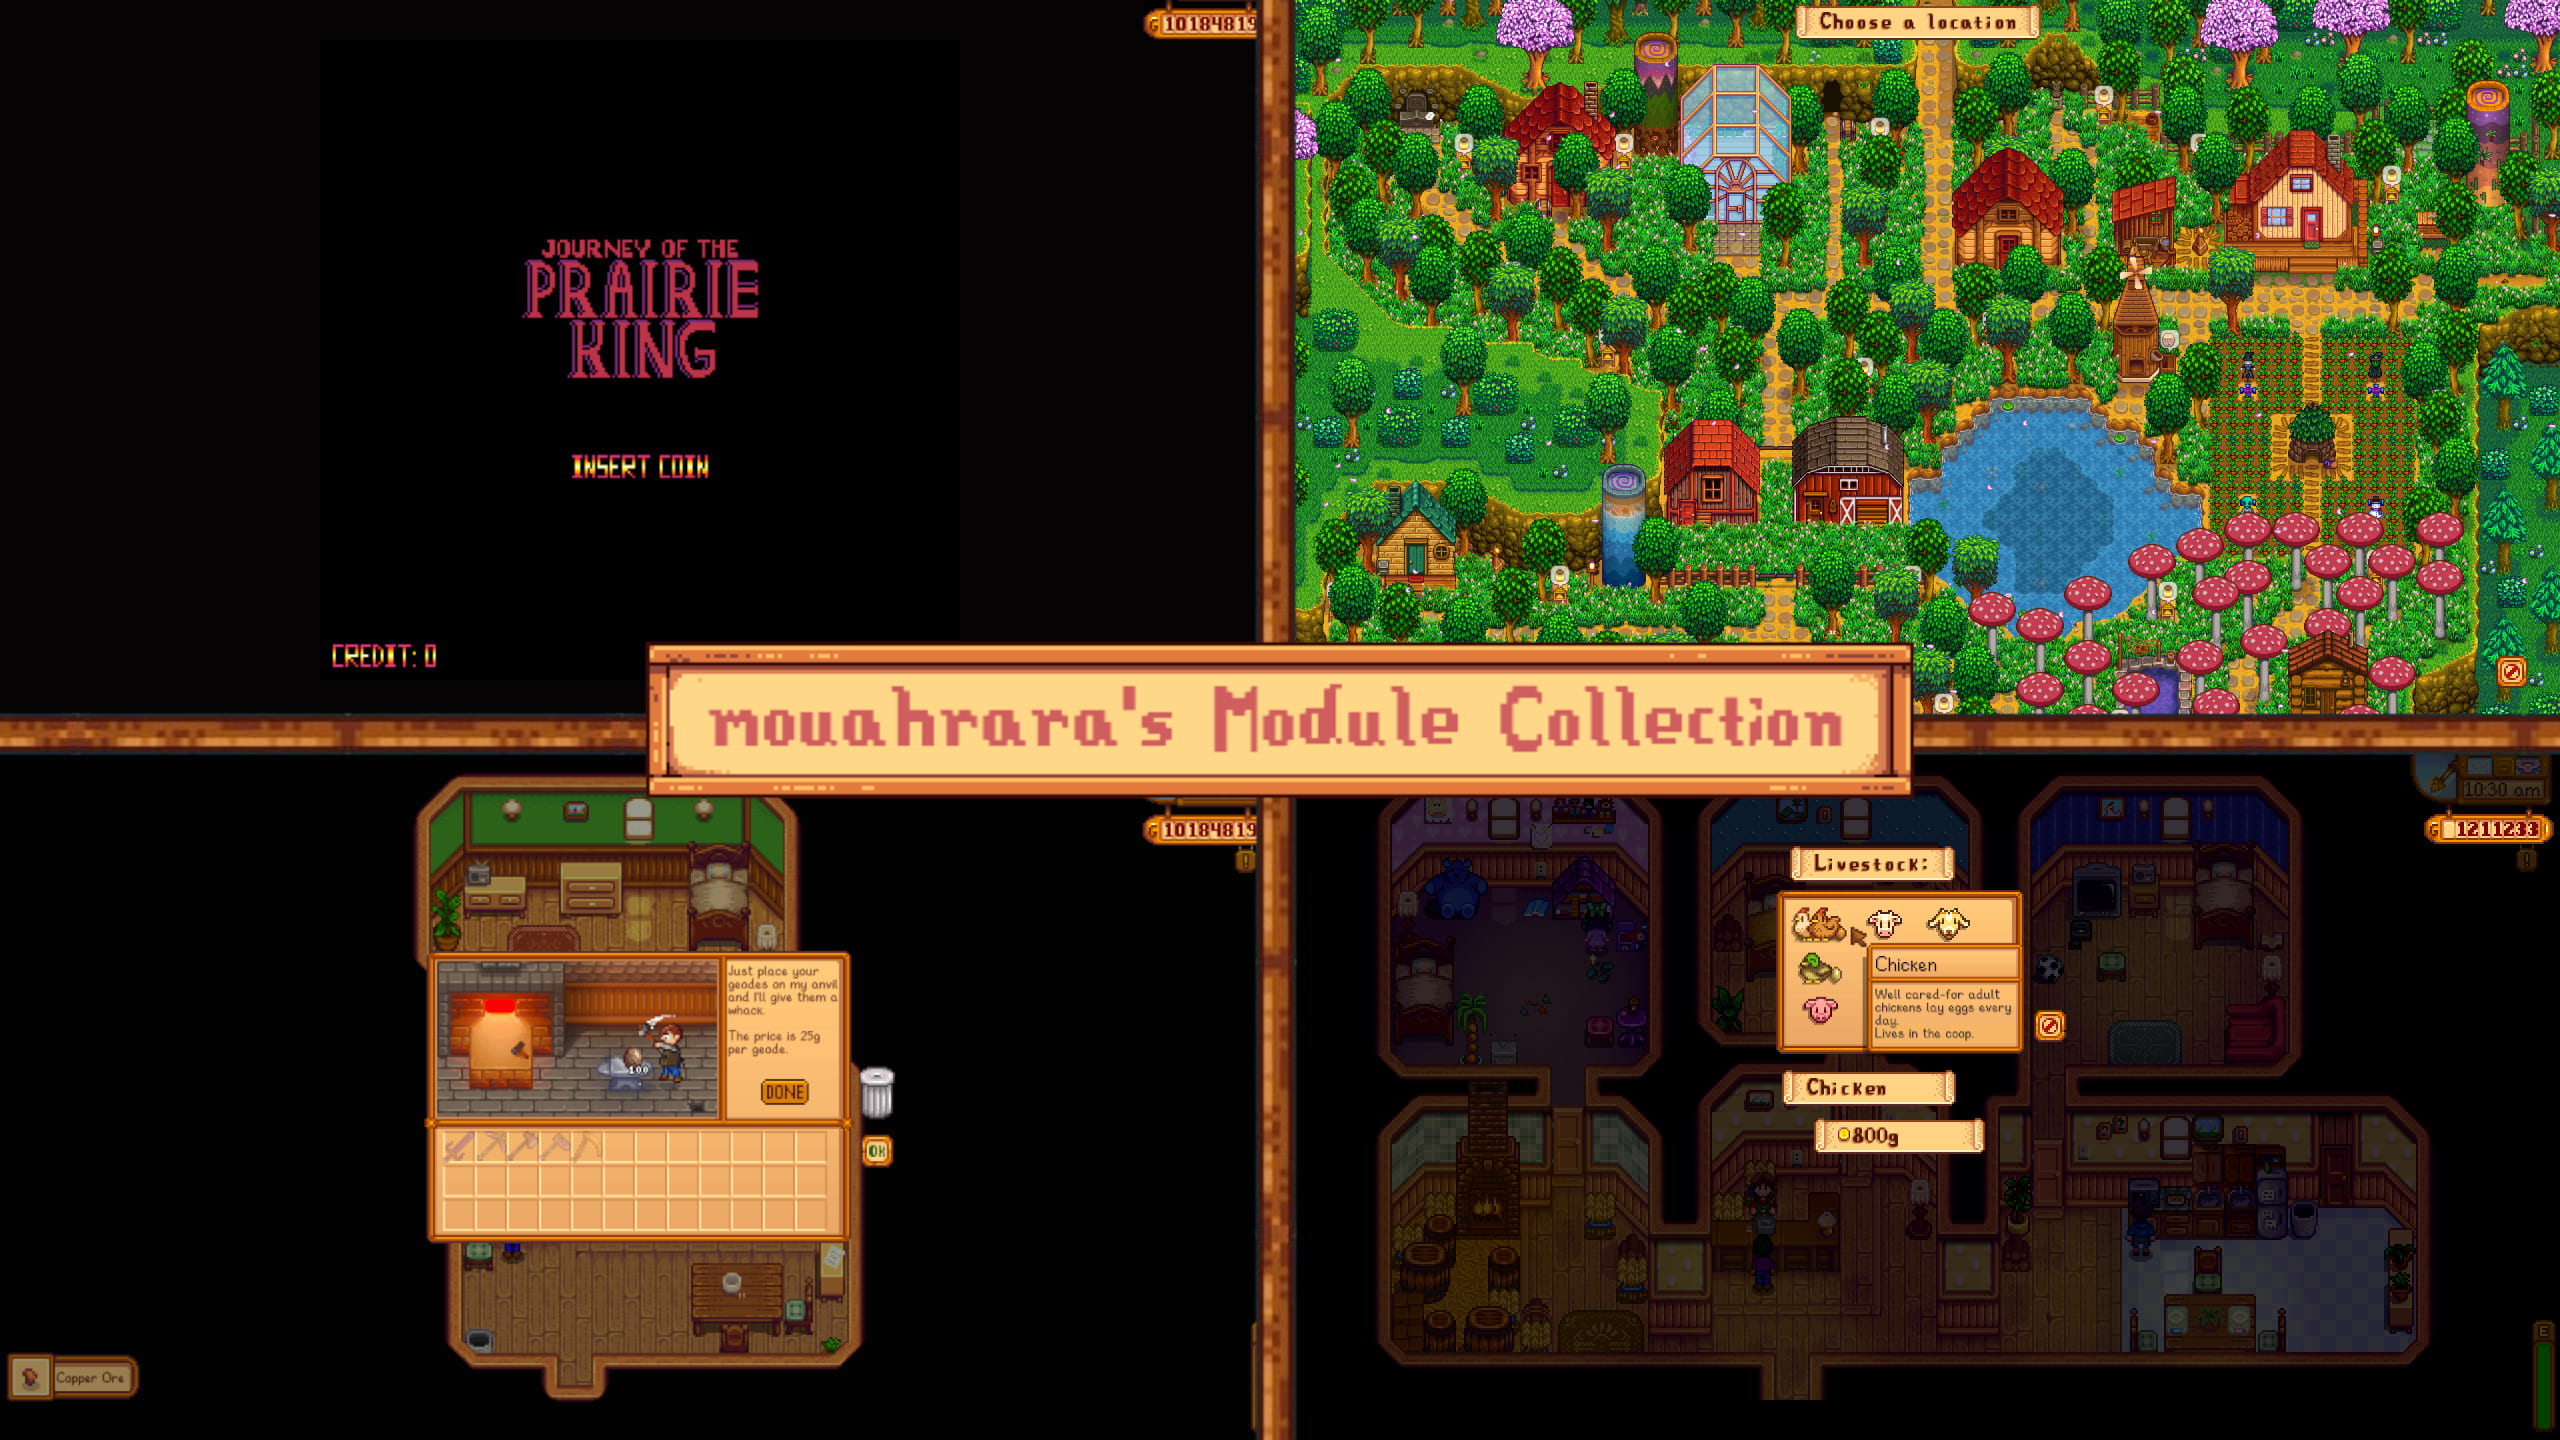 10184819
Choose a location
JOURNEY OF THE
PRAIRIE
KING
INSERT COIN
CREDIT: 0
mouahrara's Module Collection
10184819
Just place your
geodes on my anvil
and I'll give them a
whack.
The price is 25g
per geode.
DONE
100
OK
Copper Ore
10:30 am
1211233
Livestock:
Chicken
Well cared-for adult
chickens lay eggs every
day.
Lives in the coop.
Chicken
800g
E